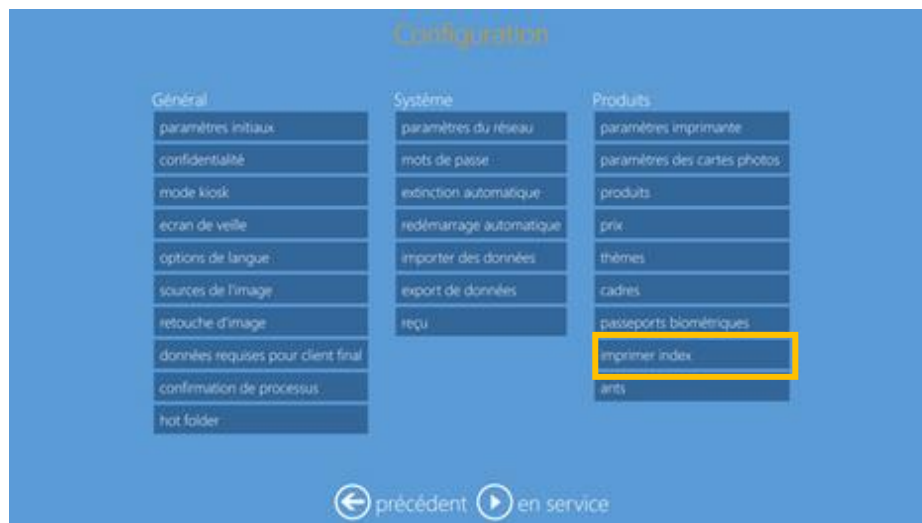 Configuration
Général
paramètres initiaux
confidentialité
mode kiosk
ecran de veille
options de langue
sources de l'image
retouche d'image
données requises pour client final
confirmation de processus
hot folder
Système
paramètres du réseau
mots de passe
extinction automatique
redémarrage automatique
importer des données
export de données
reçu
Produits
paramètres imprimante
paramètres des cartes photos
produits
prix
thèmes
cadres
passeports biométriques
imprimer index
ants
précédent
en service